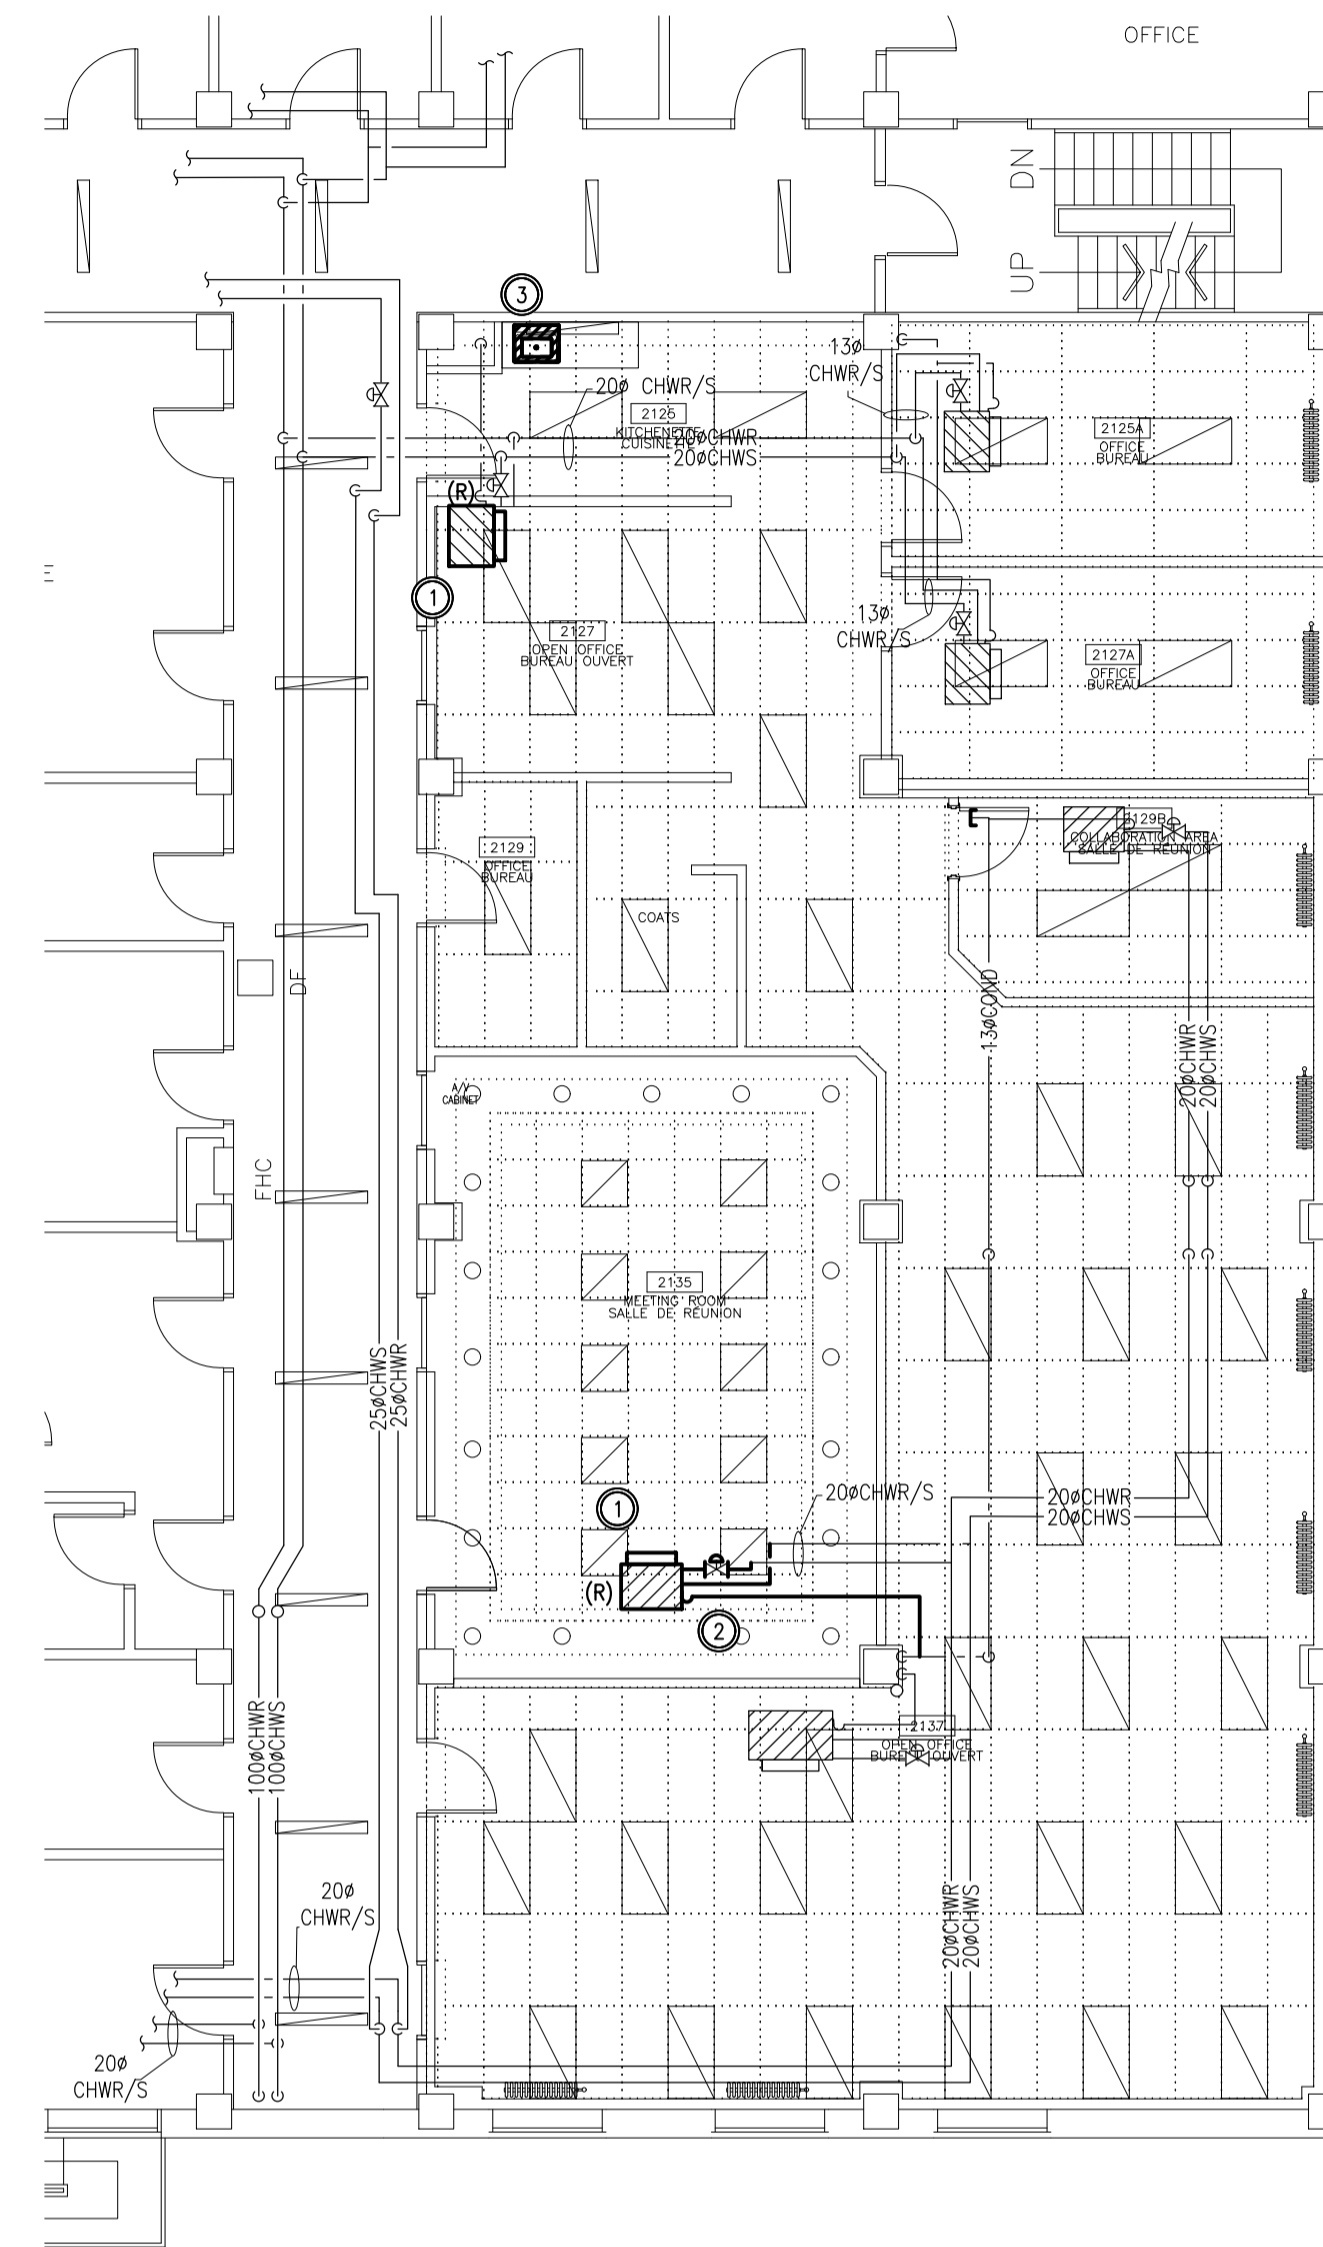 OFFICE
DN
UP
3
13ø
CHWR/S
20ø CHWR/S
2125
KITCHENETTE
CUISINETTE
20øCHWR
20øCHWS
2125A
OFFICE
BUREAU
(R)
1
2127
OPEN OFFICE
BUREAU OUVERT
13ø
CHWR/S
2127A
OFFICE
BUREAU
2129B
COLLABORATION AREA
SALLE DE RÉUNION
2129
OFFICE
BUREAU
COATS
DF
13øCOND
20øCHWR
20øCHWS
A/V
CABINET
FHC
2135
MEETING ROOM
SALLE DE RÉUNION
25øCHWS
25øCHWR
1
20øCHWR/S
20øCHWR
20øCHWS
(R)
2
100øCHWR
100øCHWS
2137
OPEN OFFICE
BUREAU OUVERT
20ø
CHWR/S
20øCHWR
20øCHWS
20ø
CHWR/S